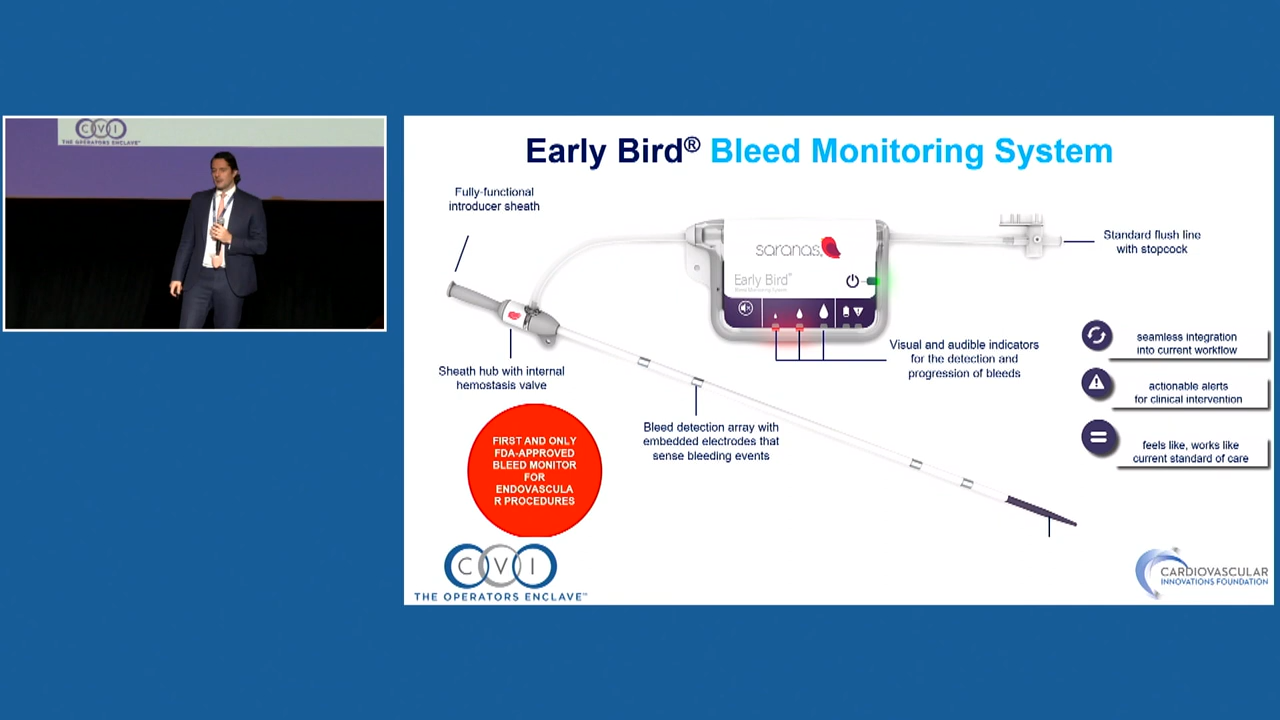 CVI
THE OPERATORS ENCLAVE
Early Bird® Bleed Monitoring System
Fully-functional
introducer sheath
saranas
Early Bird™
Bleed Monitoring System
Standard flush line
with stopcock
Sheath hub with internal
hemostasis valve
Visual and audible indicators
for the detection and
progression of bleeds
seamless integration
into current workflow
actionable alerts
for clinical intervention
feels like, works like
current standard of care
Bleed detection array with
embedded electrodes that
sense bleeding events
FIRST AND ONLY
FDA-APPROVED
BLEED MONITOR
FOR
ENDOVASCULA
R PROCEDURES
CVI
THE OPERATORS ENCLAVE™
CARDIOVASCULAR
INNOVATIONS FOUNDATION